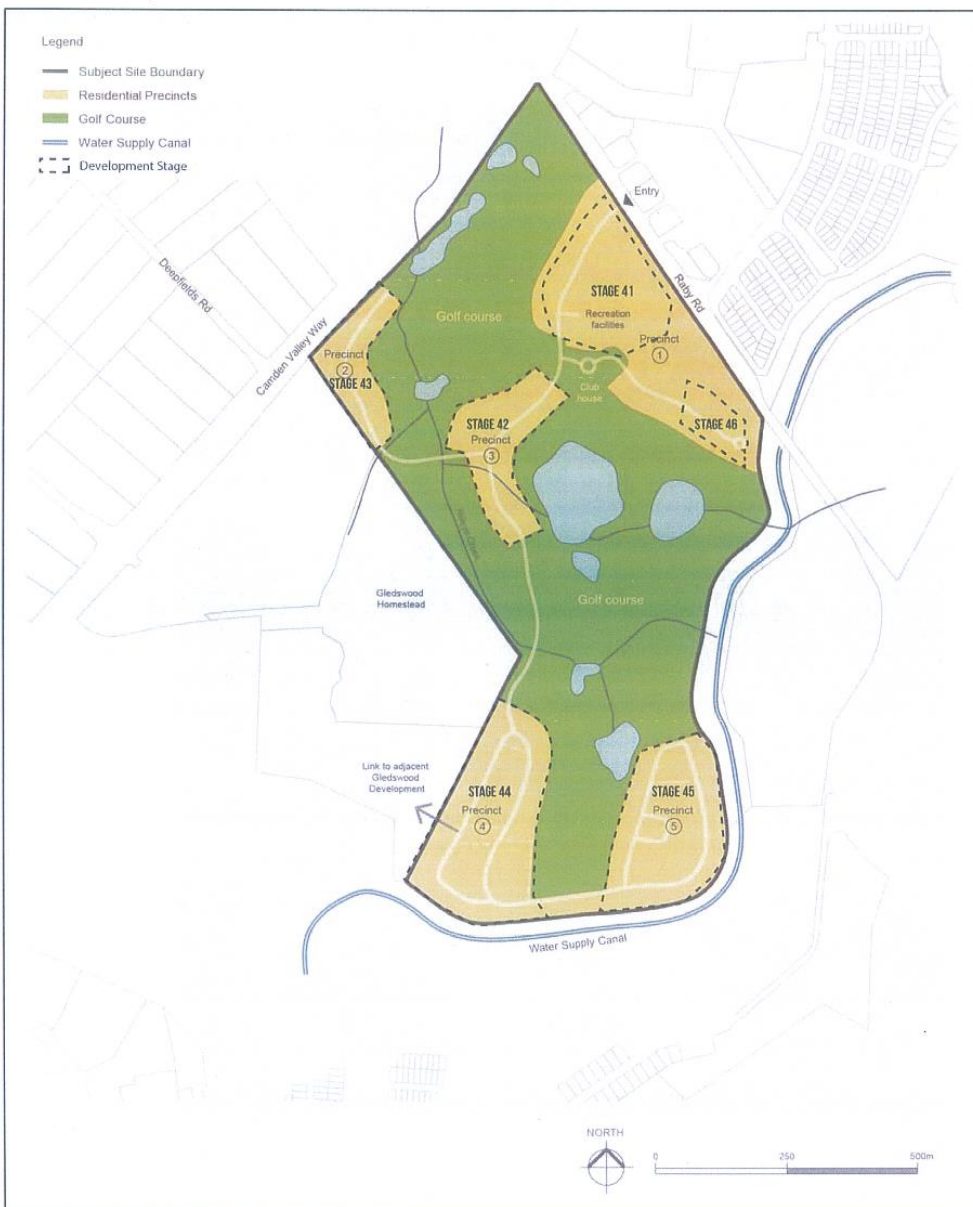 Legend
Subject Site Boundary
Residential Precincts
Golf Course
Water Supply Canal
Development Stage
Entry
Deepfields Rd
Raby Rd
STAGE 41
Golf course
Recreation
facilities
Camden Valley Way
Precinct
1
Precinct
2
STAGE 43
Club
house
STAGE 42
Precinct
3
STAGE 46
Gledswood
Homestead
Golf course
Link to adjacent
Gledswood
Development
STAGE 44
Precinct
4
STAGE 45
Precinct
5
Water Supply Canal
NORTH
0 250 500m